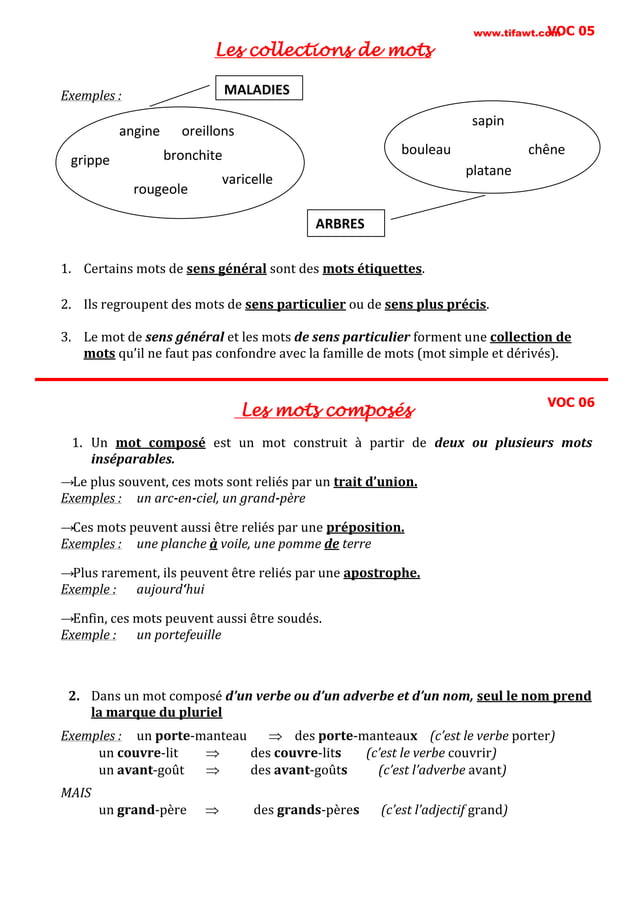 www.tifawt.com VOC 05
Les collections de mots
Exemples :
MALADIES
angine oreillons
grippe bronchite
rougeole varicelle
sapin
bouleau chêne
platane
ARBRES
1. Certains mots de sens général sont des mots étiquettes.
2. Ils regroupent des mots de sens particulier ou de sens plus précis.
3. Le mot de sens général et les mots de sens particulier forment une collection de
mots qu’il ne faut pas confondre avec la famille de mots (mot simple et dérivés).
VOC 06
Les mots composés
1. Un mot composé est un mot construit à partir de deux ou plusieurs mots
inséparables.
→Le plus souvent, ces mots sont reliés par un trait d’union.
Exemples : un arc-en-ciel, un grand-père
→Ces mots peuvent aussi être reliés par une préposition.
Exemples : une planche à voile, une pomme de terre
→Plus rarement, ils peuvent être reliés par une apostrophe.
Exemple : aujourd‘hui
→Enfin, ces mots peuvent aussi être soudés.
Exemple : un portefeuille
2. Dans un mot composé d’un verbe ou d’un adverbe et d’un nom, seul le nom prend
la marque du pluriel
Exemples : un porte-manteau ⇒ des porte-manteaux (c’est le verbe porter)
un couvre-lit ⇒ des couvre-lits (c’est le verbe couvrir)
un avant-goût ⇒ des avant-goûts (c’est l’adverbe avant)
MAIS
un grand-père ⇒ des grands-pères (c’est l’adjectif grand)